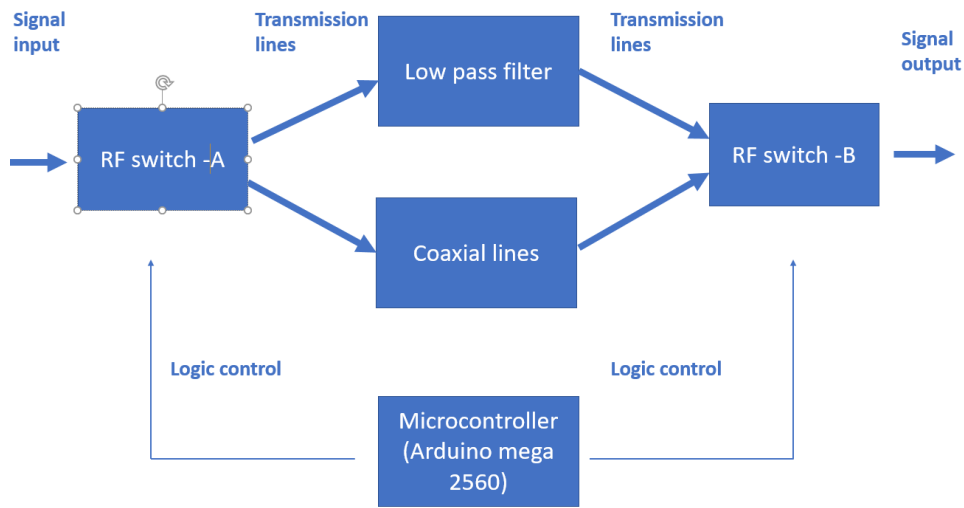 Signal
input
Transmission
lines
Low pass filter
Transmission
lines
Signal
output
RF switch -A
RF switch -B
Coaxial lines
Logic control
Logic control
Microcontroller
(Arduino mega
2560)